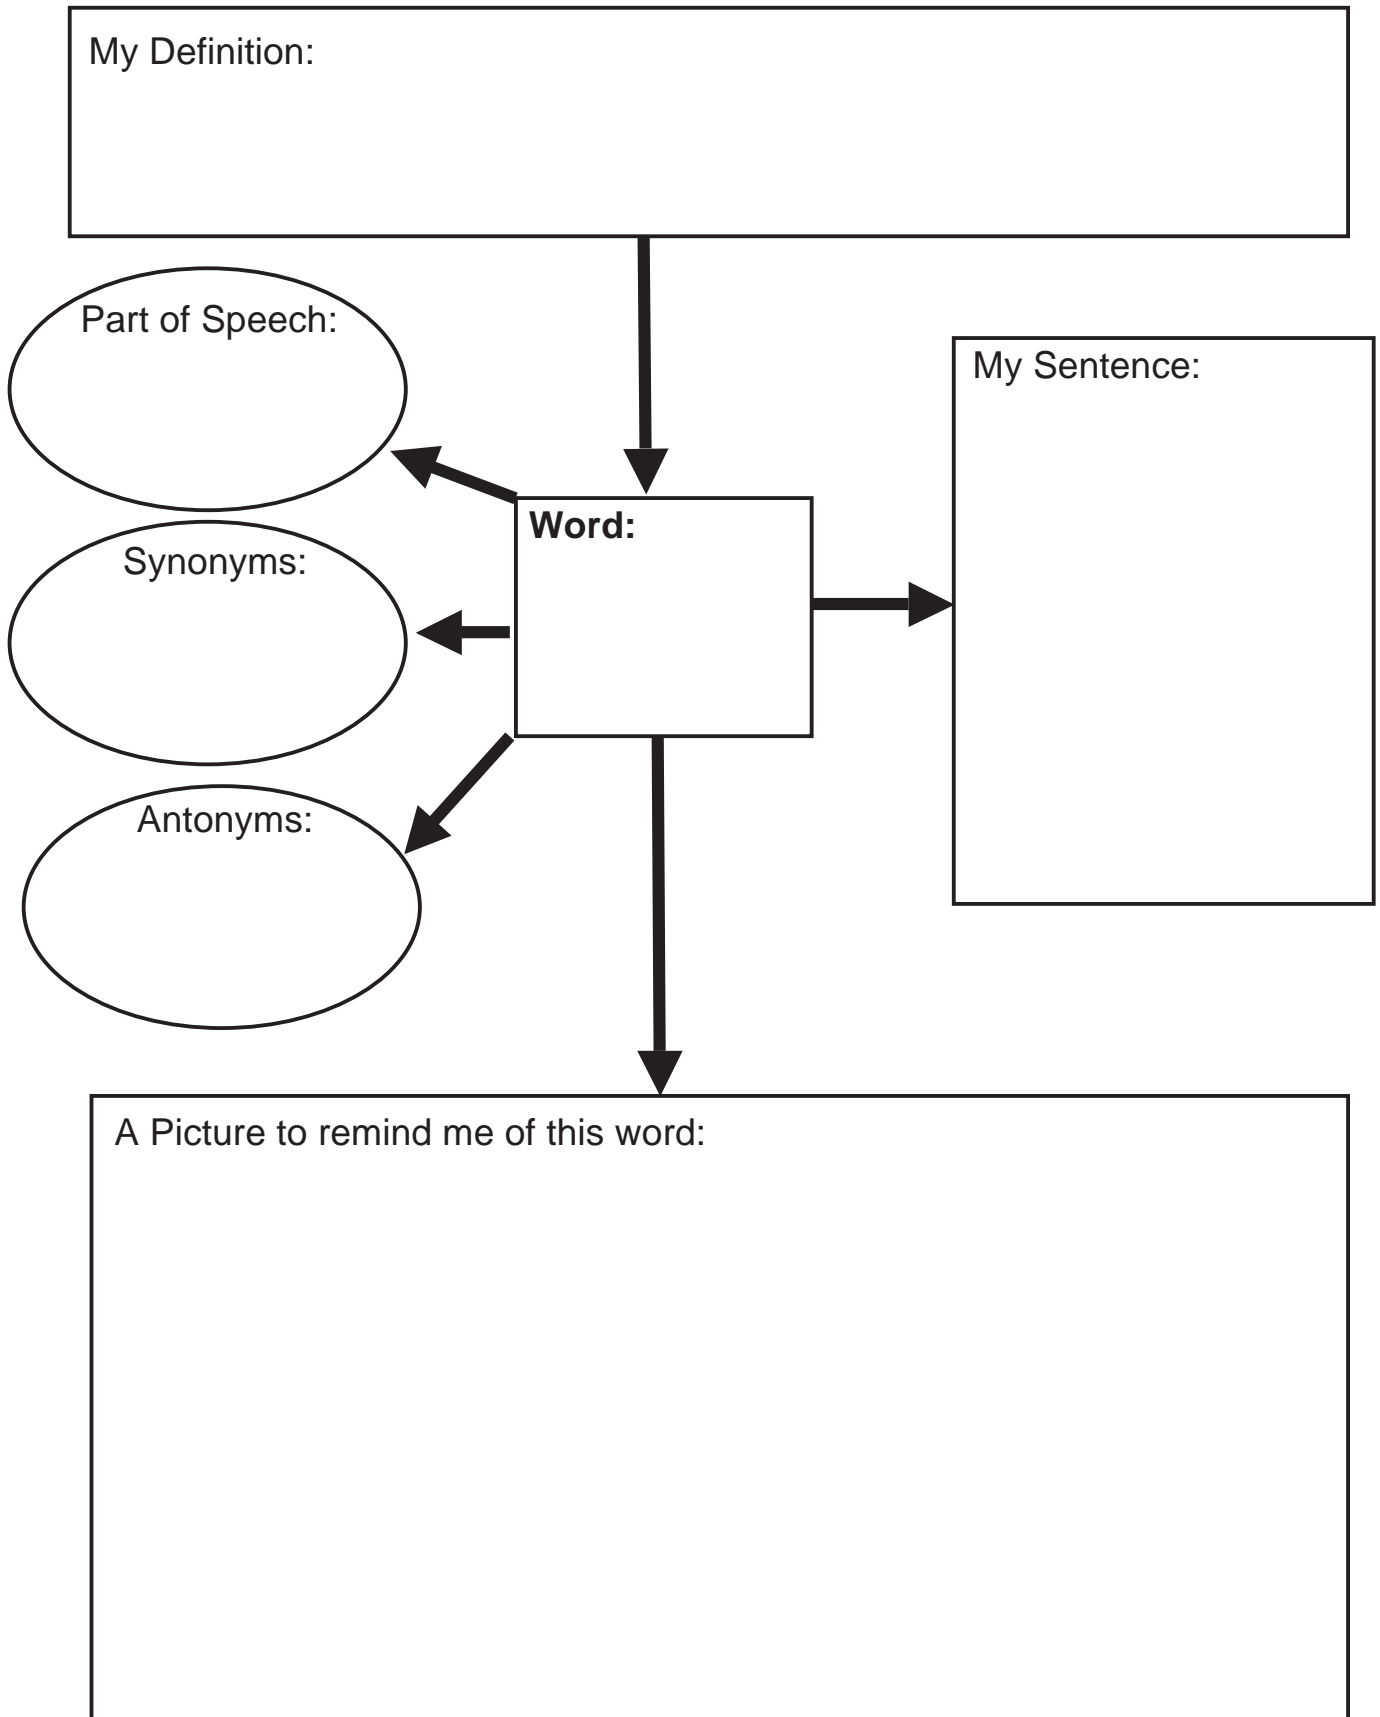 My Definition:
Part of Speech:
My Sentence:
Word:
Synonyms:
Antonyms:
A Picture to remind me of this word: